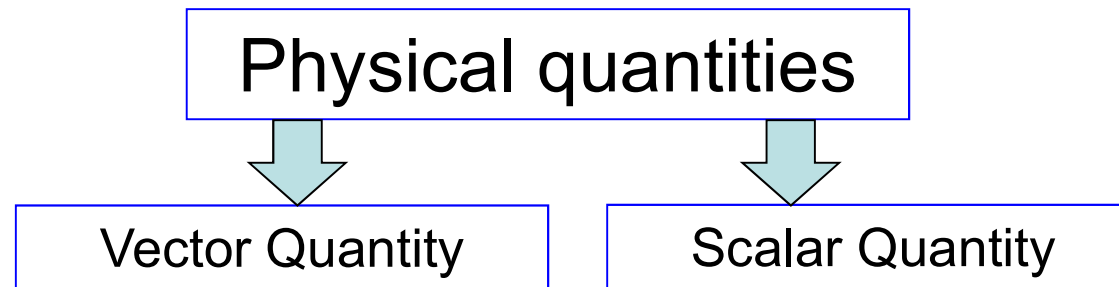 Physical quantities
Vector Quantity
Scalar Quantity